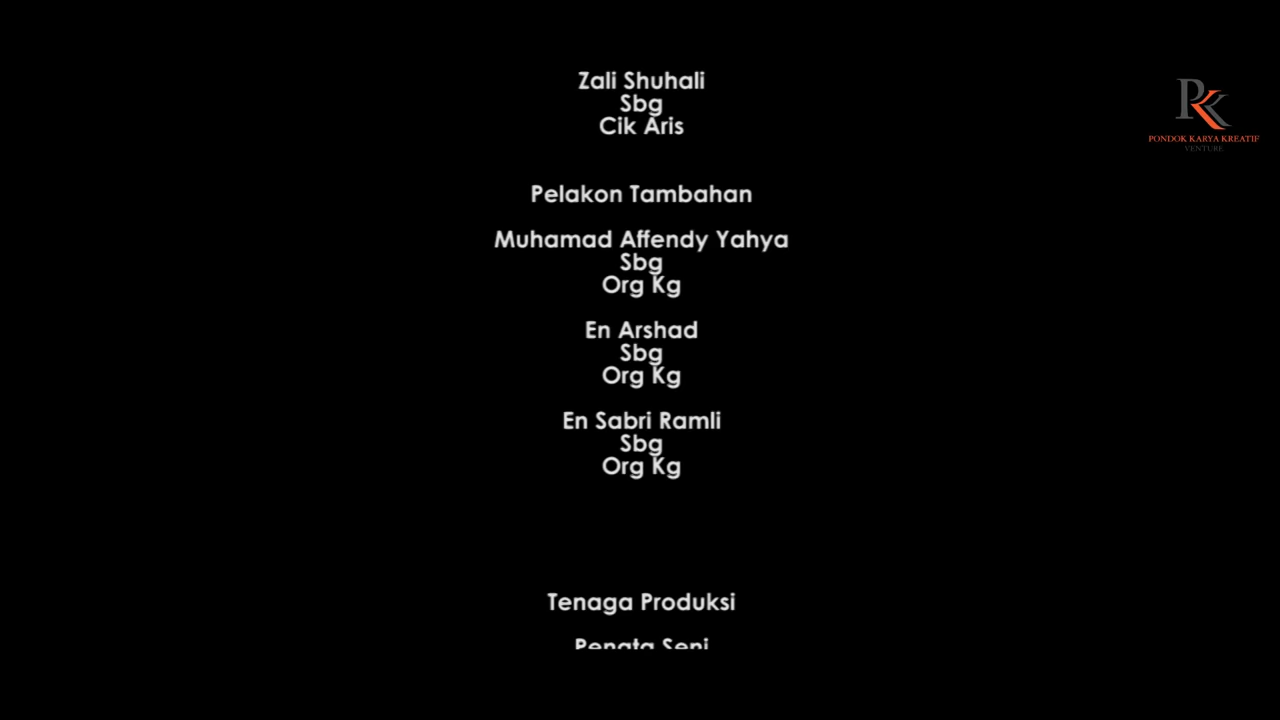 Zali Shuhali
Sbg
Cik Aris
PONDOK KARYA KREATIF
VENTURE
Pelakon Tambahan
Muhamad Affendy Yahya
Sbg
Org Kg
En Arshad
Sbg
Org Kg
En Sabri Ramli
Sbg
Org Kg
Tenaga Produksi
Penata Seni